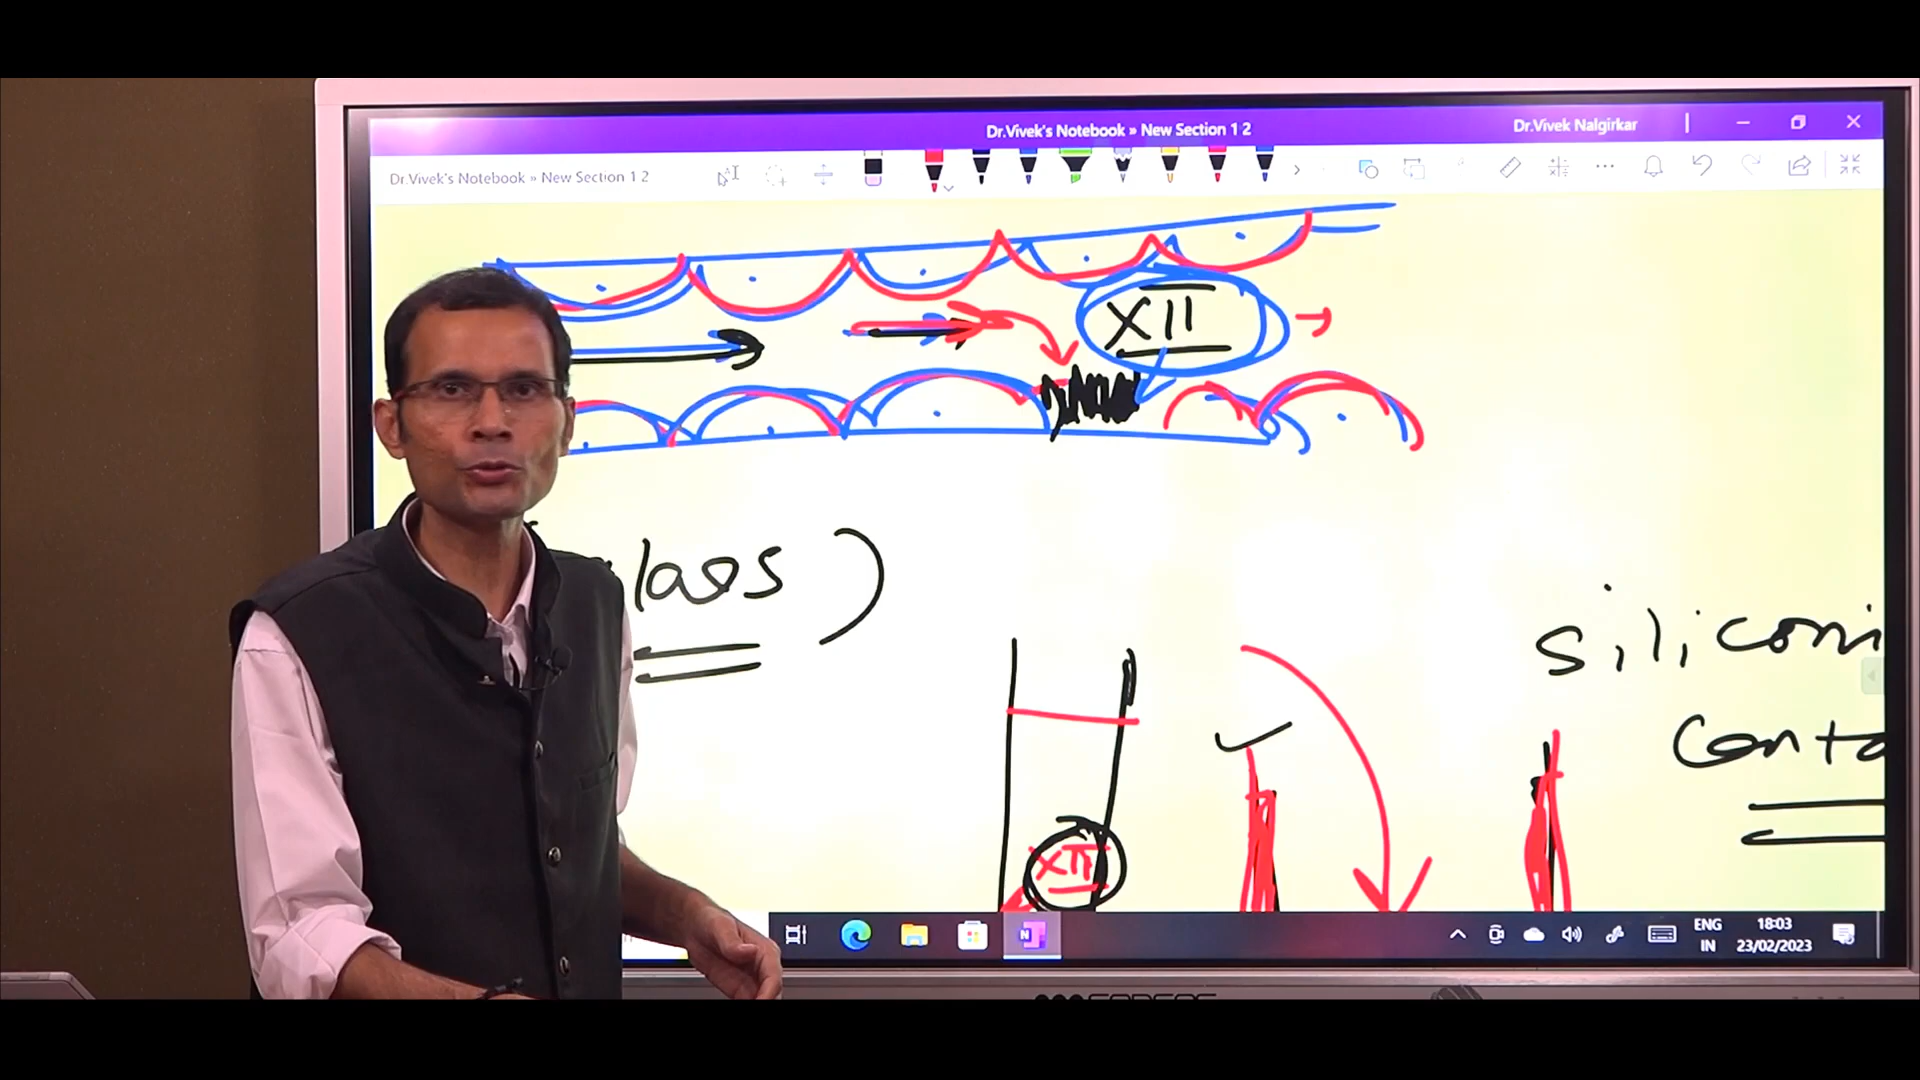 Dr.Vivek's Notebook » New Section 1 2
Dr.Vivek Nalgirkar
Dr.Vivek's Notebook » New Section 1 2
XII
lass )
siliconi
conta
XII
ENG
IN
18:03
23/02/2023